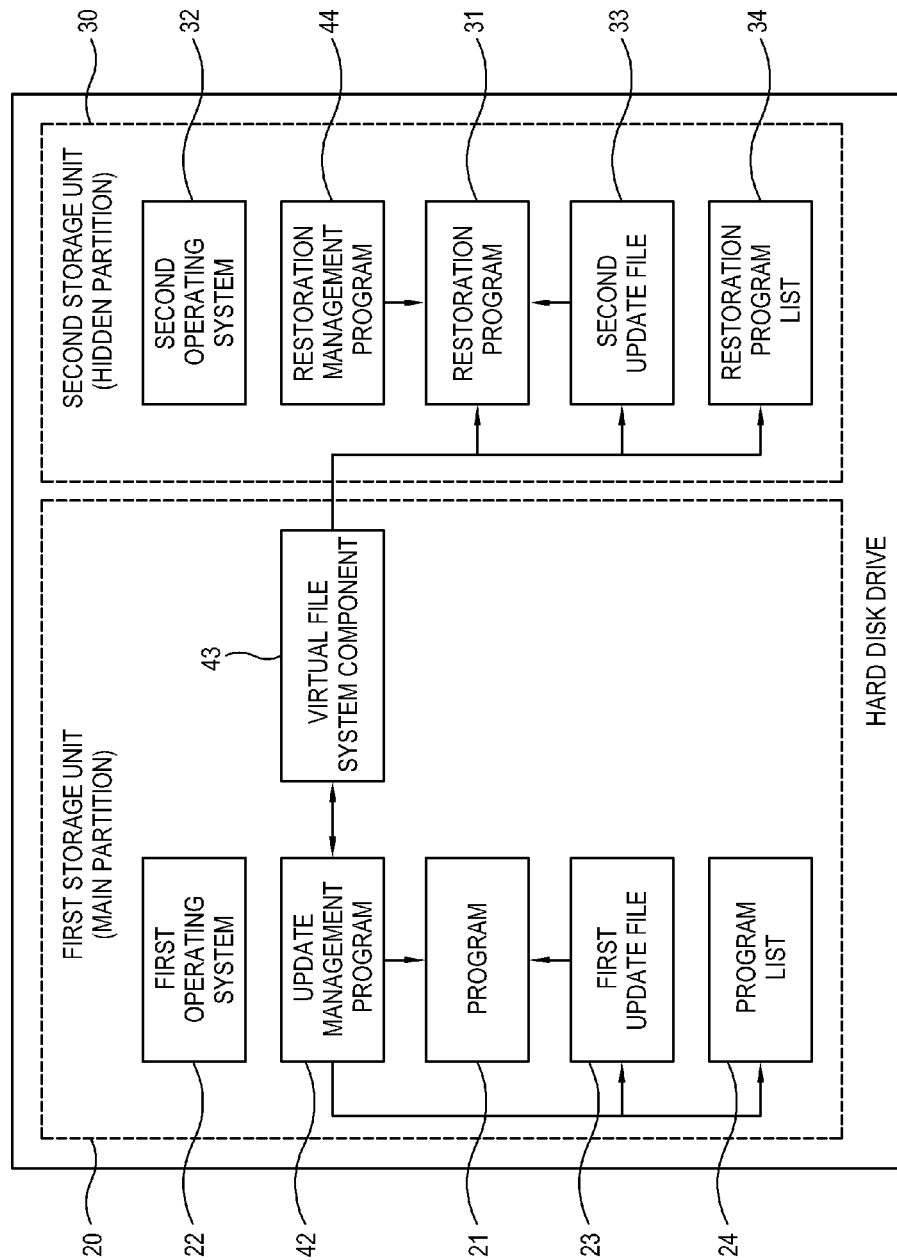 FIRST STORAGE UNIT
(MAIN PARTITION)
20
FIRST
OPERATING
SYSTEM
22
UPDATE
MANAGEMENT
PROGRAM
42
PROGRAM
21
FIRST
UPDATE FILE
23
PROGRAM
LIST
24
43
VIRTUAL FILE
SYSTEM COMPONENT
SECOND STORAGE UNIT
(HIDDEN PARTITION)
30
SECOND
OPERATING
SYSTEM
32
RESTORATION
MANAGEMENT
PROGRAM
44
RESTORATION
PROGRAM
31
SECOND
UPDATE FILE
33
RESTORATION
PROGRAM
LIST
34
HARD DISK DRIVE